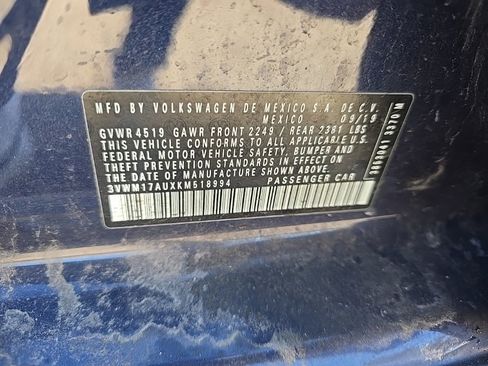 MFD BY VOLKSWAGEN DE MEXICO S.A. DE C.V.
MEXICO 09/19
GVWR4519 GAWR FRONT 2249 / REAR 2381 LBS
THIS VEHICLE CONFORMS TO ALL APPLICABLE
FEDERAL MOTOR VEHICLE SAFETY, BUMPER AND
THEFT PREVENTION STANDARDS IN EFFECT ON
THE DATE OF MANUFACTURE SHOWN ABOVE
3VWM17AUXKM518994 PASSENGER CAR